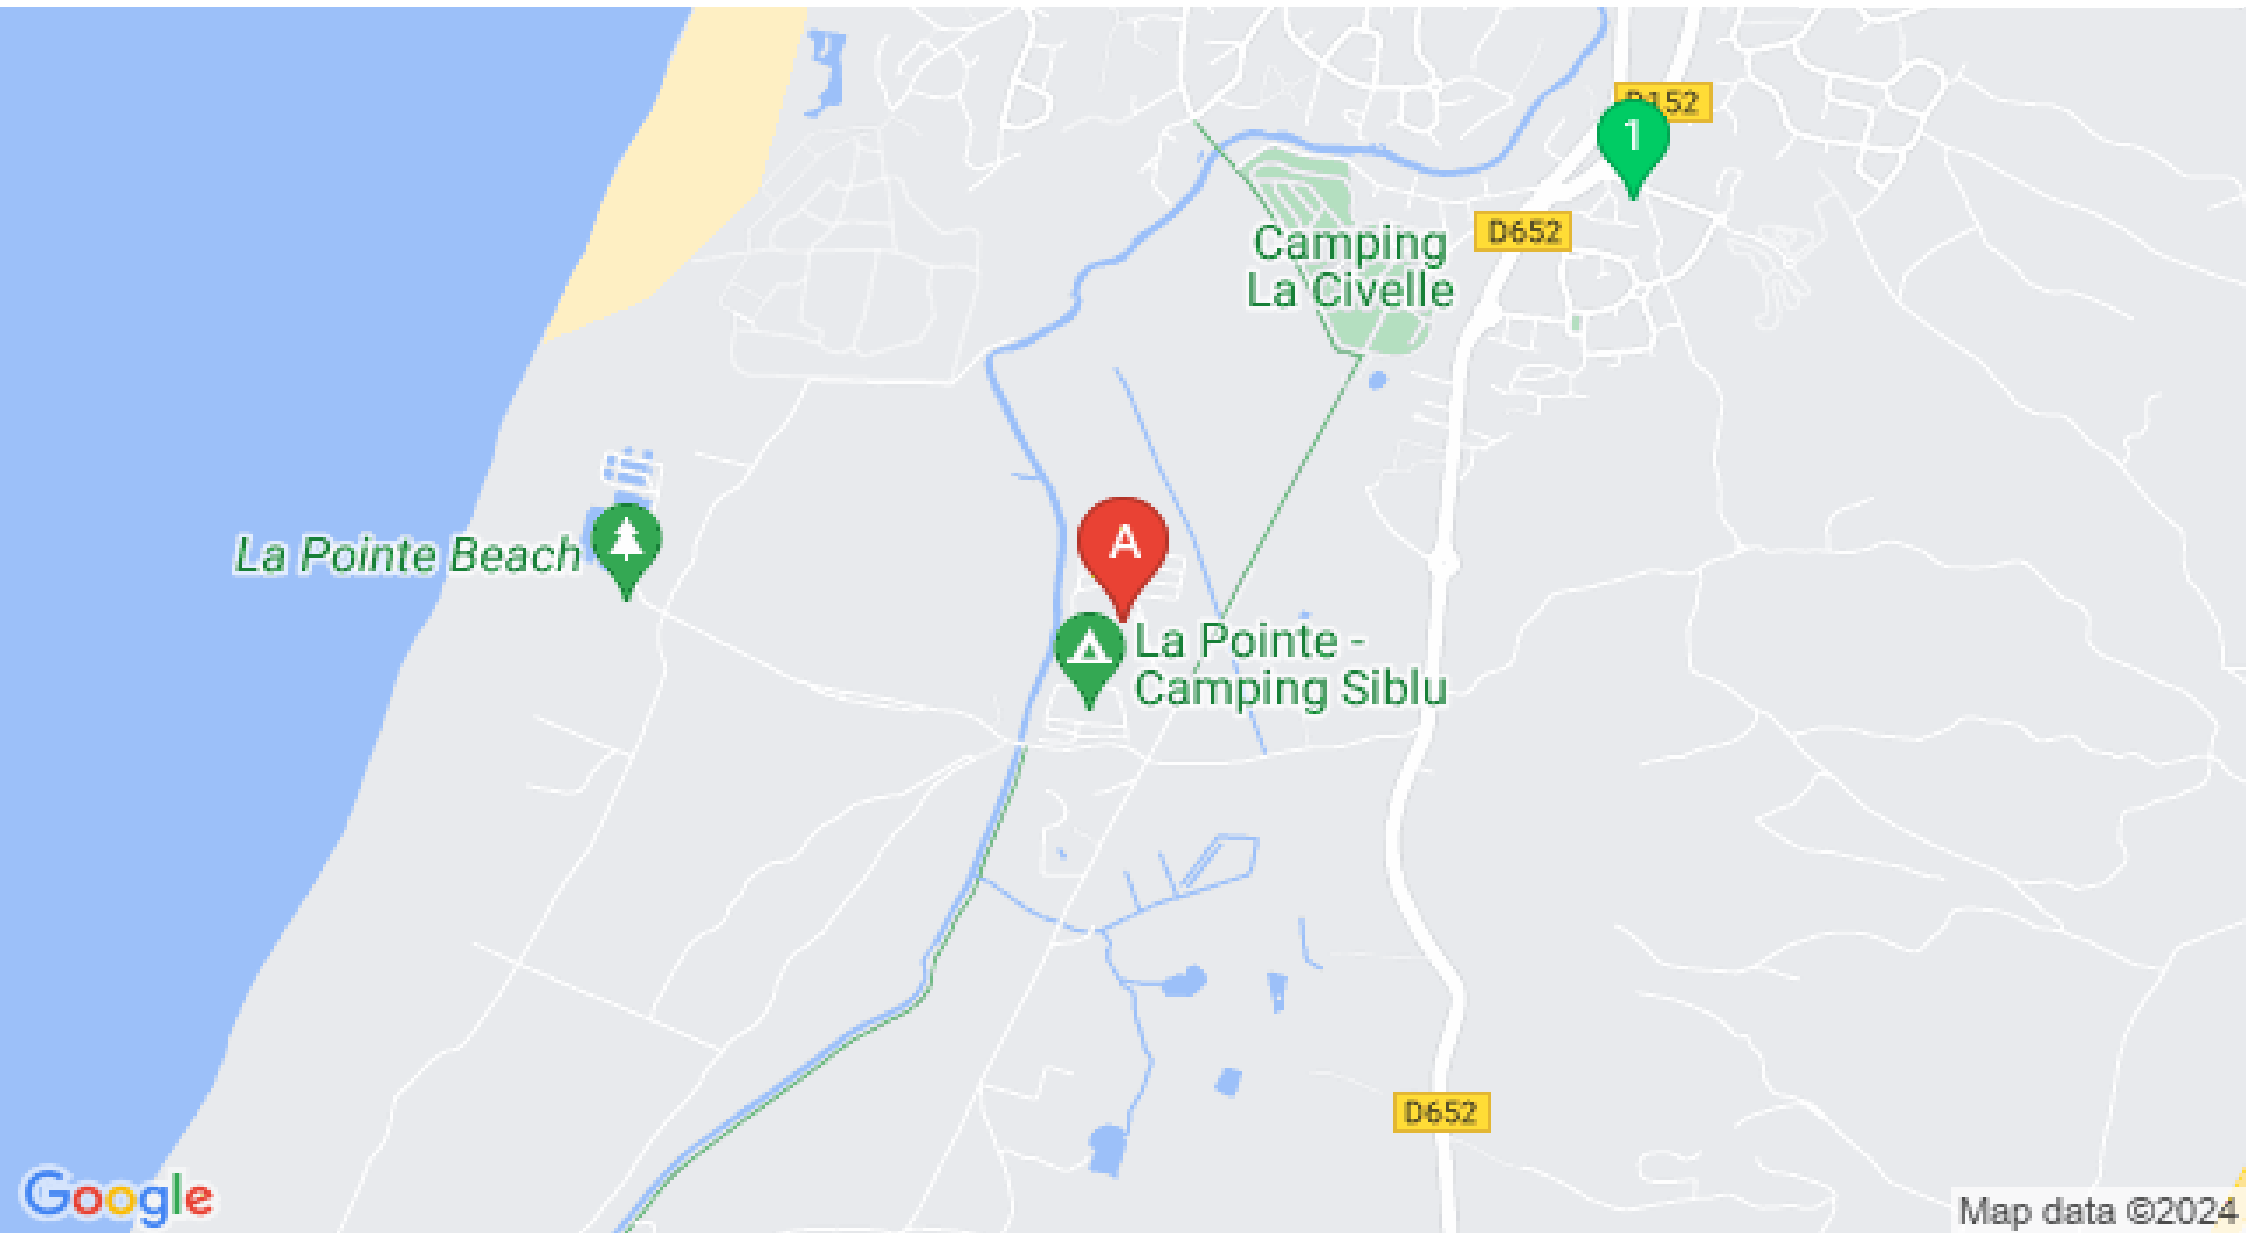 D152
1
D652
Camping
La Civelle
A
La Pointe Beach
La Pointe -
Camping Siblu
D652
Google
Map data ©2024